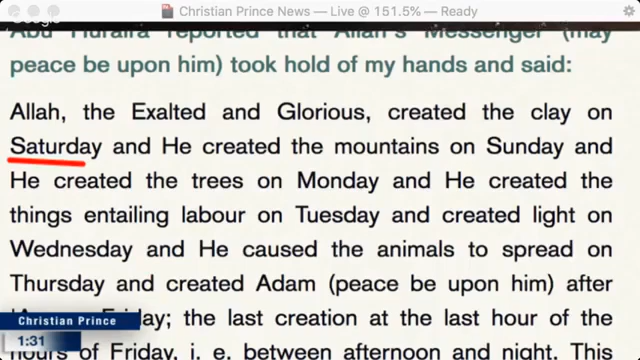 Christian Prince News — Live @ 151.5% — Ready
Abu Huraira reported that Allah's Messenger (may
peace be upon him) took hold of my hands and said:
Allah, the Exalted and Glorious, created the clay on
Saturday and He created the mountains on Sunday and
He created the trees on Monday and He created the
things entailing labour on Tuesday and created light on
Wednesday and He caused the animals to spread on
Thursday and created Adam (peace be upon him) after
Friday; the last creation at the last hour of the
hours of Friday, i. e. between afternoon and night. This
Christian Prince
1:31